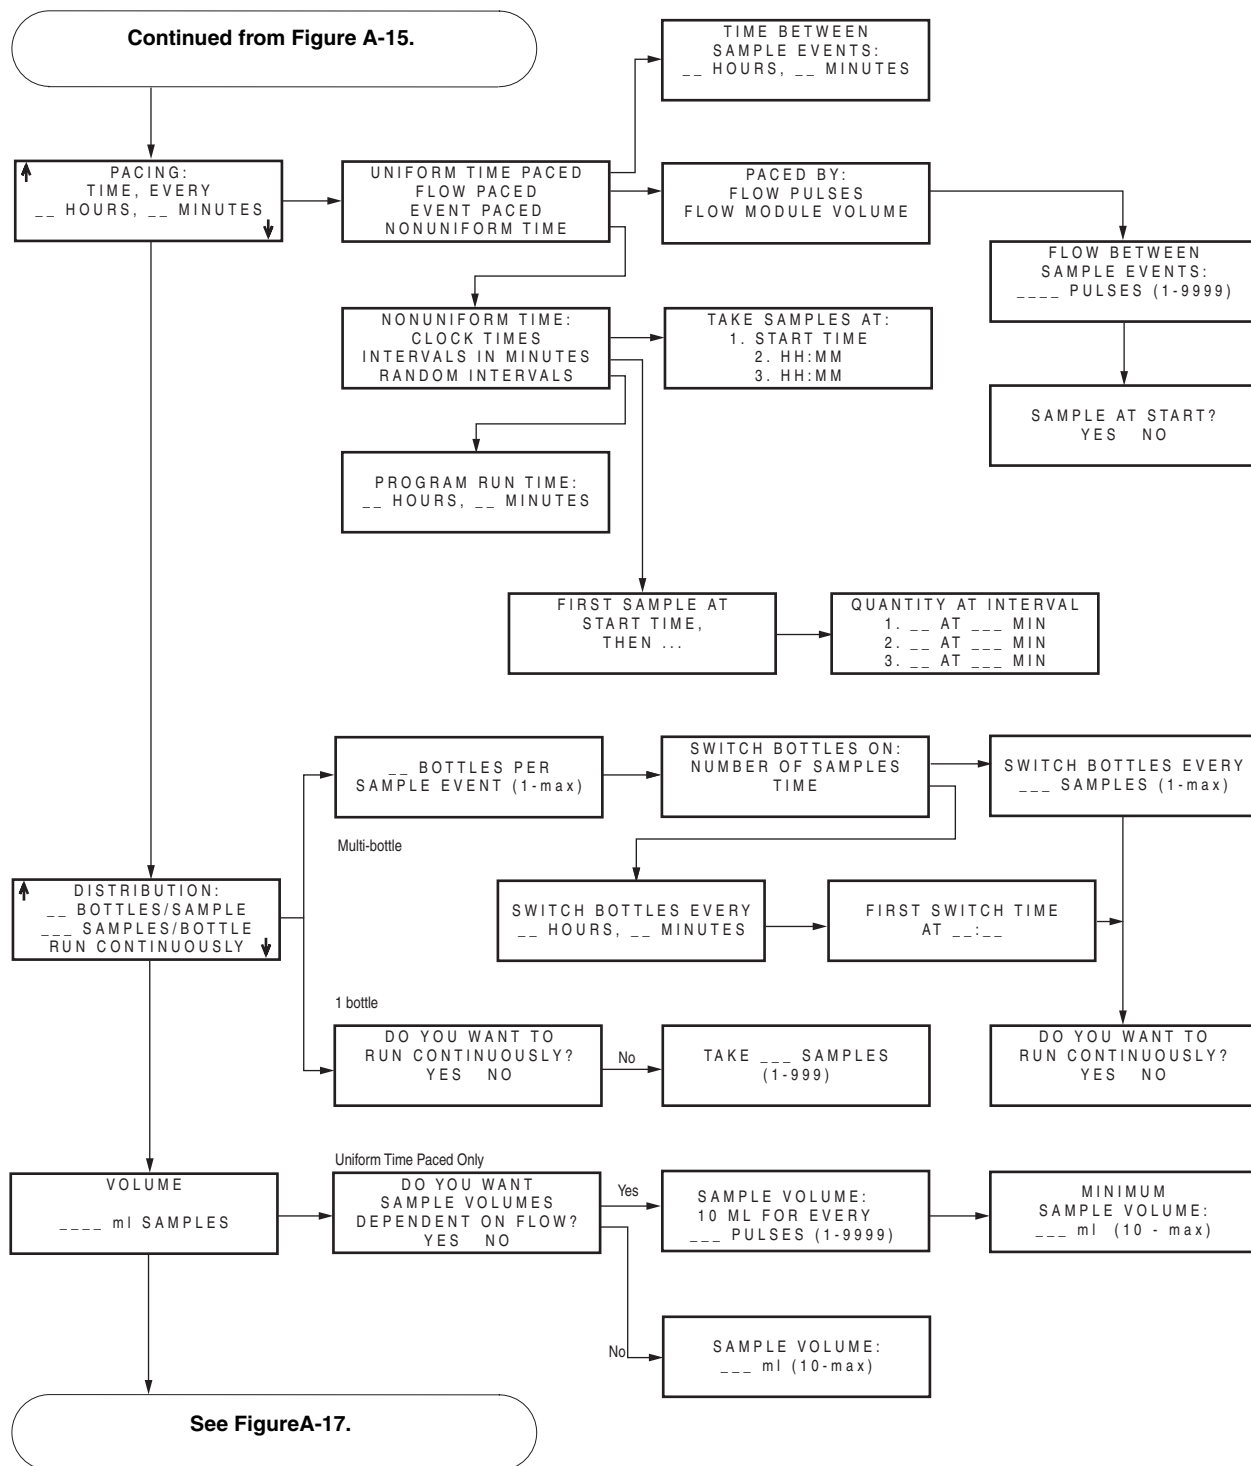 Continued from Figure A-15.
TIME BETWEEN
SAMPLE EVENTS:
__ HOURS, __ MINUTES
PACING:
TIME, EVERY
__ HOURS, __ MINUTES
UNIFORM TIME PACED
FLOW PACED
EVENT PACED
NONUNIFORM TIME
PACED BY:
FLOW PULSES
FLOW MODULE VOLUME
FLOW BETWEEN
SAMPLE EVENTS:
____ PULSES (1-9999)
NONUNIFORM TIME:
CLOCK TIMES
INTERVALS IN MINUTES
RANDOM INTERVALS
TAKE SAMPLES AT:
1. START TIME
2. HH:MM
3. HH:MM
SAMPLE AT START?
YES NO
PROGRAM RUN TIME:
__ HOURS, __ MINUTES
FIRST SAMPLE AT
START TIME,
THEN ...
QUANTITY AT INTERVAL
1. __ AT ___ MIN
2. __ AT ___ MIN
3. __ AT ___ MIN
__ BOTTLES PER
SAMPLE EVENT (1-max)
SWITCH BOTTLES ON:
NUMBER OF SAMPLES
TIME
SWITCH BOTTLES EVERY
___ SAMPLES (1-max)
Multi-bottle
DISTRIBUTION:
__ BOTTLES/SAMPLE
___ SAMPLES/BOTTLE
RUN CONTINUOUSLY
SWITCH BOTTLES EVERY
__ HOURS, __ MINUTES
FIRST SWITCH TIME
AT __:__
1 bottle
DO YOU WANT TO
RUN CONTINUOUSLY?
YES NO
No
TAKE ___ SAMPLES
(1-999)
DO YOU WANT TO
RUN CONTINUOUSLY?
YES NO
Uniform Time Paced Only
VOLUME
____ ml SAMPLES
DO YOU WANT
SAMPLE VOLUMES
DEPENDENT ON FLOW?
YES NO
Yes
SAMPLE VOLUME:
10 ML FOR EVERY
___ PULSES (1-9999)
MINIMUM
SAMPLE VOLUME:
___ ml (10 - max)
No
SAMPLE VOLUME:
___ ml (10-max)
See FigureA-17.